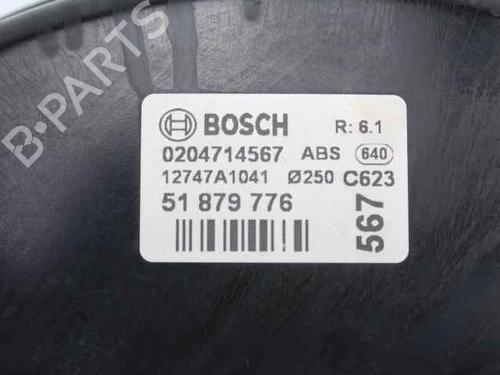 B-PARTS
BOSCH R: 6.1
0204714567 ABS 640
12747A1041 Ø250 C623
51 879 776
567